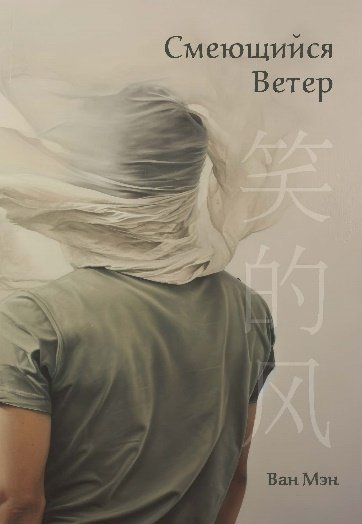 Смеющийся
Ветер
笑
的
风
Ван Мэн